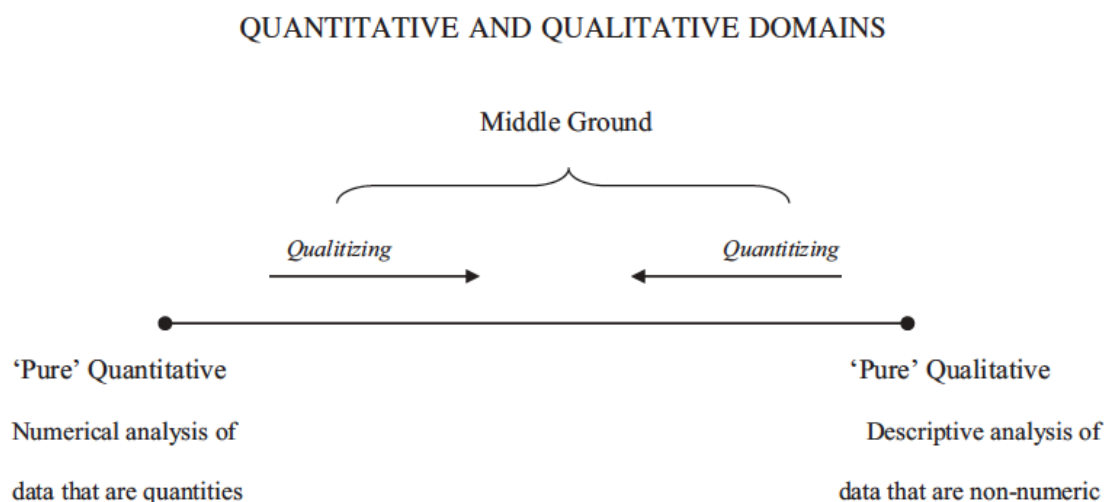 QUANTITATIVE AND QUALITATIVE DOMAINS
Middle Ground
Qualitizing
Quantitizing
‘Pure’ Quantitative
‘Pure’ Qualitative
Numerical analysis of
Descriptive analysis of
data that are quantities
data that are non-numeric